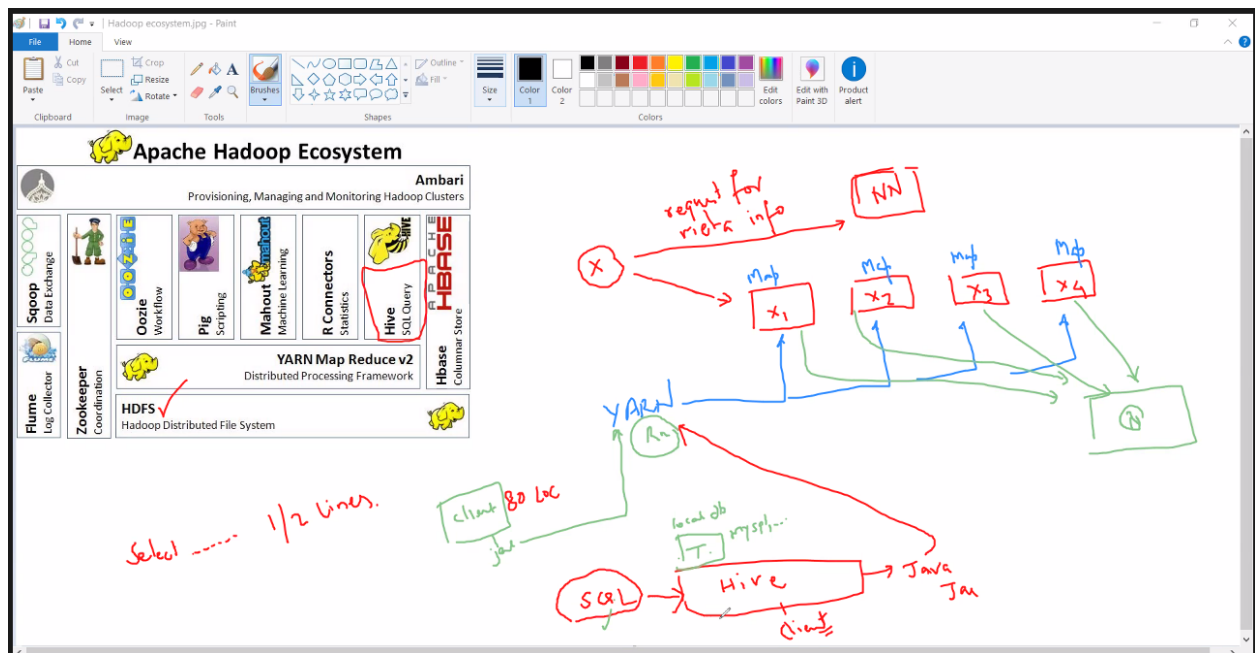 Hadoop ecosystem.jpg - Paint
File
Home
View
Paste
Cut
Copy
Clipboard
Select
Crop
Resize
Rotate
Image
Tools
Brushes
Shapes
Outline
Fill
Size
Color 1
Color 2
Colors
Edit colors
Edit with Paint 3D
Product alert
Apache Hadoop Ecosystem
Ambari
Provisioning, Managing and Monitoring Hadoop Clusters
Sqoop
Data Exchange
Flume
Log Collector
Zookeeper
Coordination
OOZIE
Oozie
Workflow
Pig
Scripting
mahout
Mahout
Machine Learning
R Connectors
Statistics
HIVE
Hive
SQL Query
APACHE
HBASE
Hbase
Columnar Store
YARN Map Reduce v2
Distributed Processing Framework
HDFS
Hadoop Distributed File System
request for
meta info
NN
X
Map
X1
Map
X2
Map
X3
Map
X4
YARN
R
client
80 LOC
Select ...... 1/2 Lines.
local db
T.
mysql...
SQL
Hive
client
Java
Jar